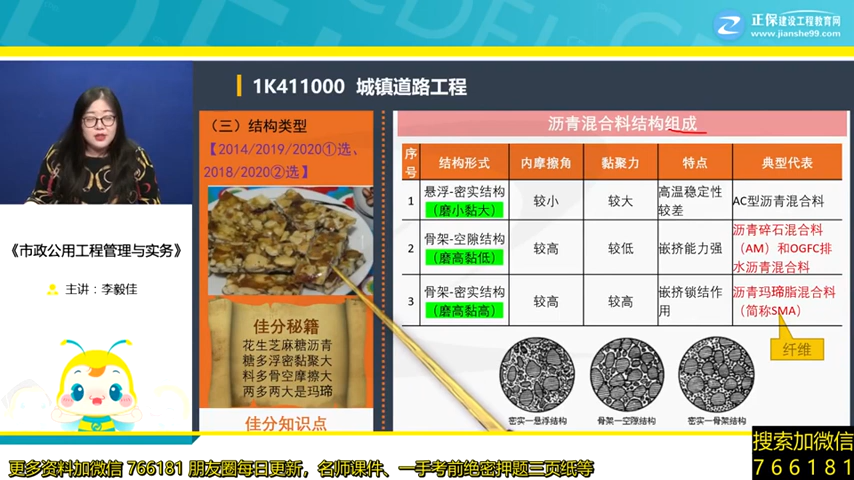 正保建设工程教育网
www.jianshe99.com
1K411000 城镇道路工程
（三）结构类型
【2014/2019/2020①选、
2018/2020②选】
佳分秘籍
花生芝麻糖沥青
糖多浮密黏聚大
料多骨空摩擦大
两多两大是玛𤧛
佳分知识点
沥青混合料结构组成
序号 结构形式 内摩擦角 黏聚力 特点 典型代表
1 悬浮-密实结构（磨小黏大） 较小 较大 高温稳定性较差 AC型沥青混合料
2 骨架-空隙结构（磨高黏低） 较高 较低 嵌挤能力强 沥青碎石混合料（AM）和OGFC排水沥青混合料
3 骨架-密实结构（磨高黏高） 较高 较高 嵌挤锁结作用 沥青玛𤧛脂混合料（简称SMA）
纤维
密实—悬浮结构 骨架—空隙结构 密实—骨架结构
《市政公用工程管理与实务》
主讲：李毅佳
搜索加微信
766181
更多资料加微信 766181 朋友圈每日更新，名师课件、一手考前绝密押题三页纸等